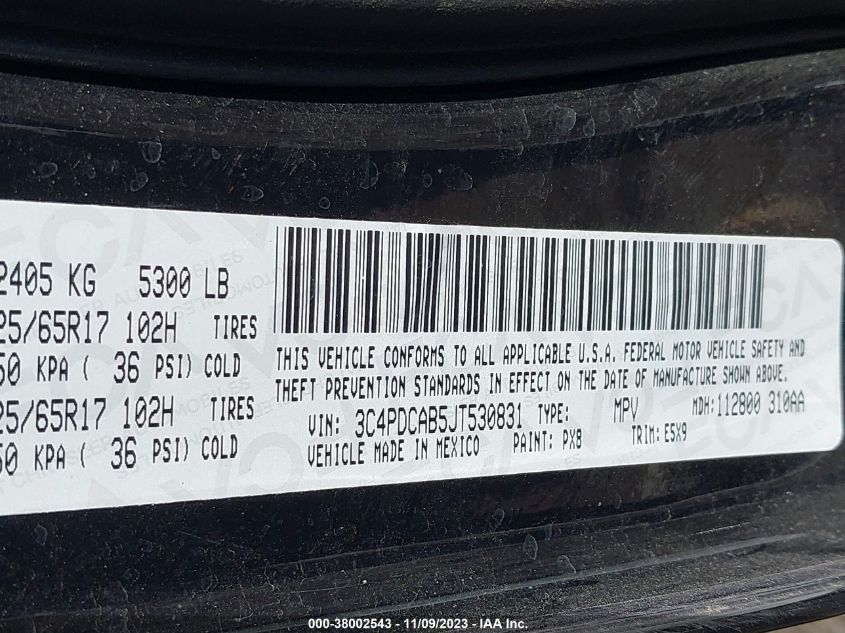 2405 KG 5300 LB
25/65R17 102H TIRES
50 KPA ( 36 PSI) COLD
25/65R17 102H TIRES
50 KPA ( 36 PSI) COLD
THIS VEHICLE CONFORMS TO ALL APPLICABLE U.S.A. FEDERAL MOTOR VEHICLE SAFETY AND
THEFT PREVENTION STANDARDS IN EFFECT ON THE DATE OF MANUFACTURE SHOWN ABOVE.
VIN: 3C4PDCAB5JT530831 TYPE: MPV MDH: 112800 310AA
VEHICLE MADE IN MEXICO PAINT: PX8 TRIM: E5X9
000-38002543 - 11/09/2023 - IAA Inc.